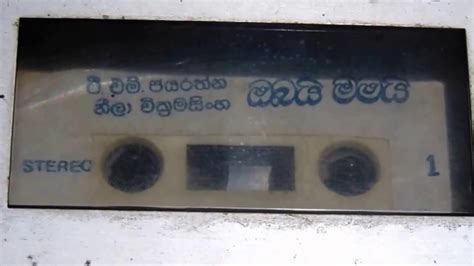 ටී එම්. ජයරත්න
නීලා වික්‍රමසිංහ
ඔබයි මමයි
STEREO
1